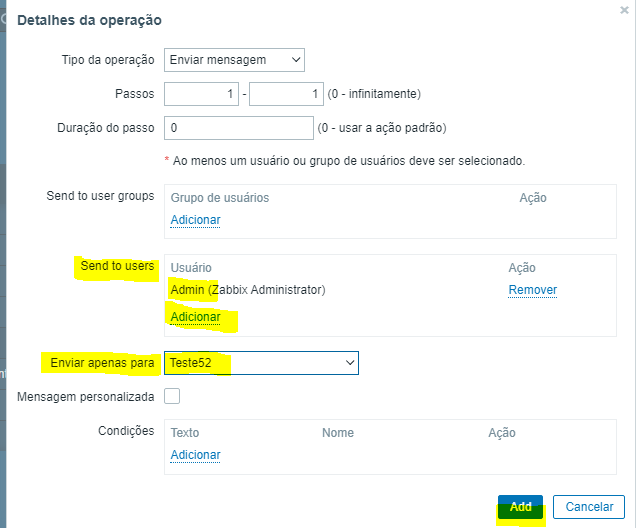 ×
Detalhes da operação
Tipo da operação Enviar mensagem
Passos 1 - 1 (0 - infinitamente)
Duração do passo 0 (0 - usar a ação padrão)
* Ao menos um usuário ou grupo de usuários deve ser selecionado.
Send to user groups Grupo de usuários Ação
Adicionar
Send to users Usuário Ação
Admin (Zabbix Administrator) Remover
Adicionar
Enviar apenas para Teste52
Mensagem personalizada
Condições Texto Nome Ação
Adicionar
Add Cancelar